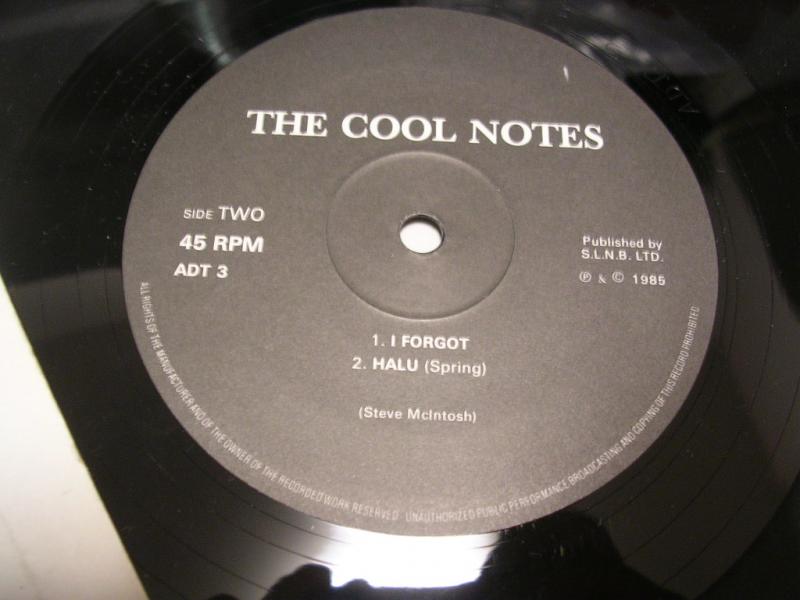 THE COOL NOTES
SIDE TWO
45 RPM
ADT 3
Published by
S.L.N.B. LTD.
℗ & © 1985
1. I FORGOT
2. HALU (Spring)
(Steve McIntosh)
ALL RIGHTS OF THE MANUFACTURER AND OF THE OWNER OF THE RECORDED WORK RESERVED. UNAUTHORIZED PUBLIC PERFORMANCE BROADCASTING AND COPYING OF THIS RECORD PROHIBITED